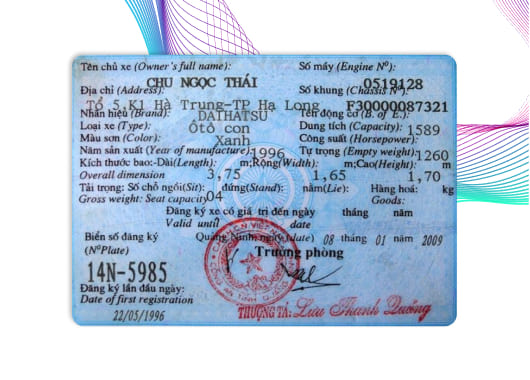 Tên chủ xe (Owner's full name): Số máy (Engine Nº):
CHU NGỌC THÁI 0519128
Địa chỉ (Address): Số khung (Chassis Nº):
Tổ 5,K1 Hà Trung-TP Hạ Long F30000087321
Nhãn hiệu (Brand): DAIHATSU Tên động cơ (B. of E.):
Loại xe (Type): Ôtô con Dung tích (Capacity): 1589
Màu sơn (Color): Xanh Công suất (Horsepower):
Năm sản xuất (Year of manufacture): 1996 Tự trọng (Empty weight): 1260
Kích thước bao:-Dài(Length): m;Rộng(Width): m;Cao(Height): m
Overall dimension 3,75 1,65 1,70
Tải trọng: Số chỗ ngồi(Sit): đứng(Stand): nằm(Lie): Hàng hoá: kg
Gross weight: Seat capacity 04 Goods:
Đăng ký xe có giá trị đến ngày tháng năm
Valid until date
Biển số đăng ký Quảng Ninh, ngày (date) 08 tháng 01 năm 2009
(NºPlate) Trưởng phòng
14N-5985
Đăng ký lần đầu ngày:
Date of first registration
22/05/1996 THƯỢNG TÁ: Lưu Thanh Quảng